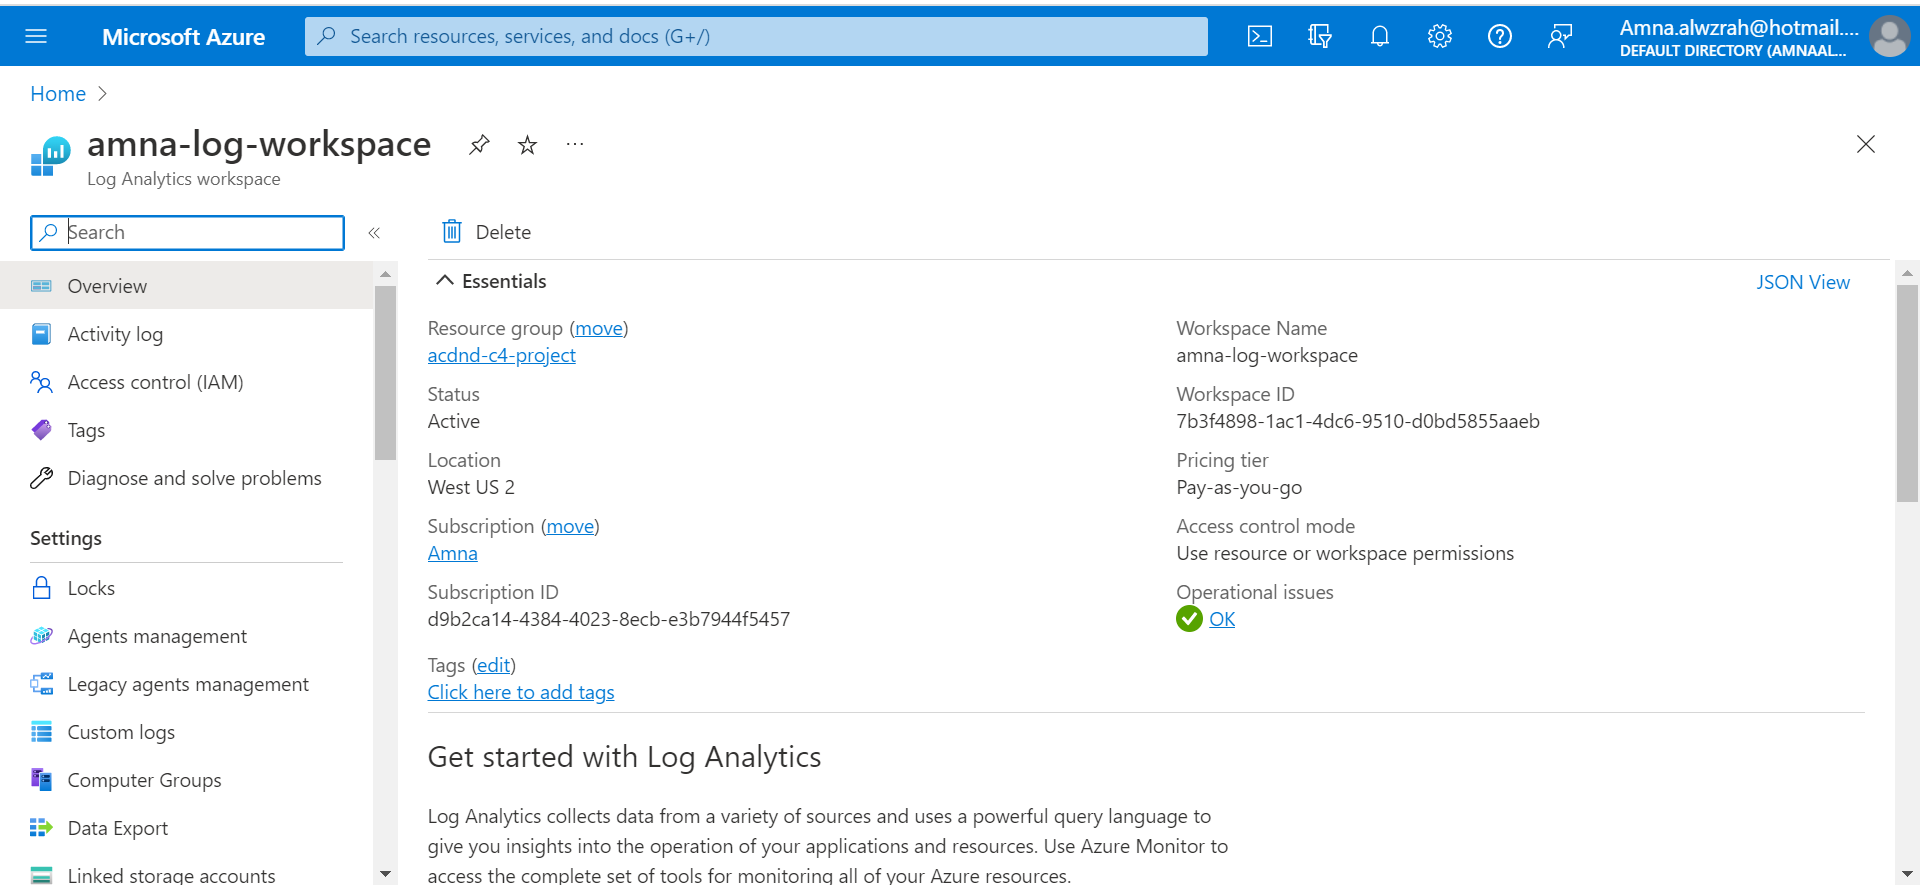 Microsoft Azure
Search resources, services, and docs (G+/)
Amna.alwzrah@hotmail....
DEFAULT DIRECTORY (AMNAAL...
Home
amna-log-workspace
Log Analytics workspace
Search
Overview
Activity log
Access control (IAM)
Tags
Diagnose and solve problems
Settings
Locks
Agents management
Legacy agents management
Custom logs
Computer Groups
Data Export
Linked storage accounts
Delete
Essentials
JSON View
Resource group (move)
acdnd-c4-project
Status
Active
Location
West US 2
Subscription (move)
Amna
Subscription ID
d9b2ca14-4384-4023-8ecb-e3b7944f5457
Tags (edit)
Click here to add tags
Workspace Name
amna-log-workspace
Workspace ID
7b3f4898-1ac1-4dc6-9510-d0bd5855aaeb
Pricing tier
Pay-as-you-go
Access control mode
Use resource or workspace permissions
Operational issues
OK
Get started with Log Analytics
Log Analytics collects data from a variety of sources and uses a powerful query language to
give you insights into the operation of your applications and resources. Use Azure Monitor to
access the complete set of tools for monitoring all of your Azure resources.